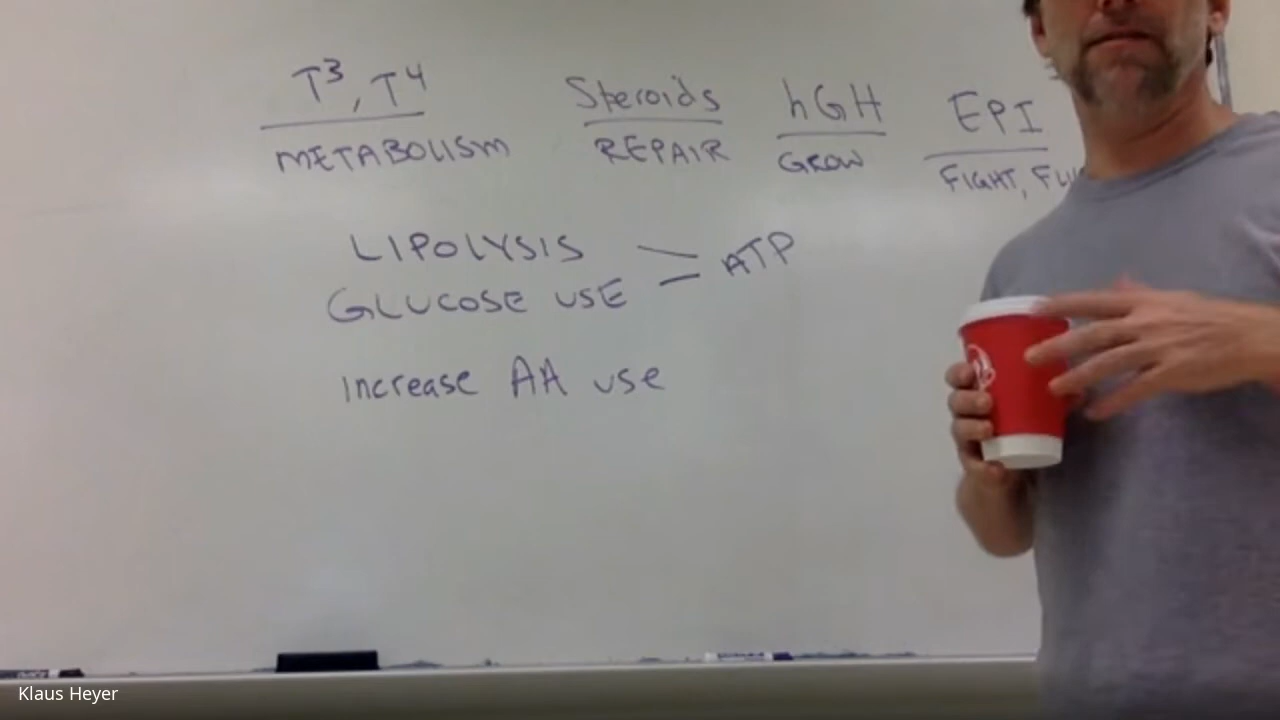 T3, T4 Steroids hGH EPI
METABOLISM REPAIR GROW FIGHT,
LIPOLYSIS ATP
GLUCOSE USE
increase AA use
Klaus Heyer